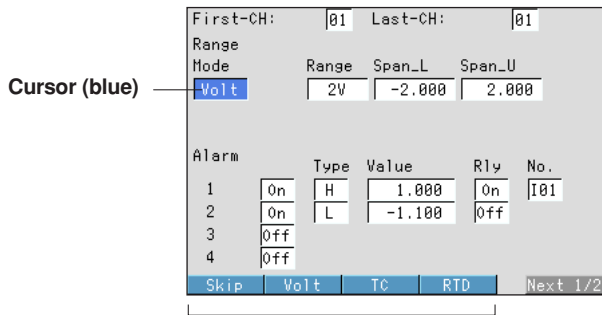 First-CH: 01 Last-CH: 01
Range
Mode Range Span_L Span_U
Cursor (blue) Volt 2V -2.000 2.000
Alarm Type Value Rly No.
1 On H 1.000 On I01
2 On L -1.100 Off
3 Off
4 Off
Skip Volt TC RTD Next 1/2